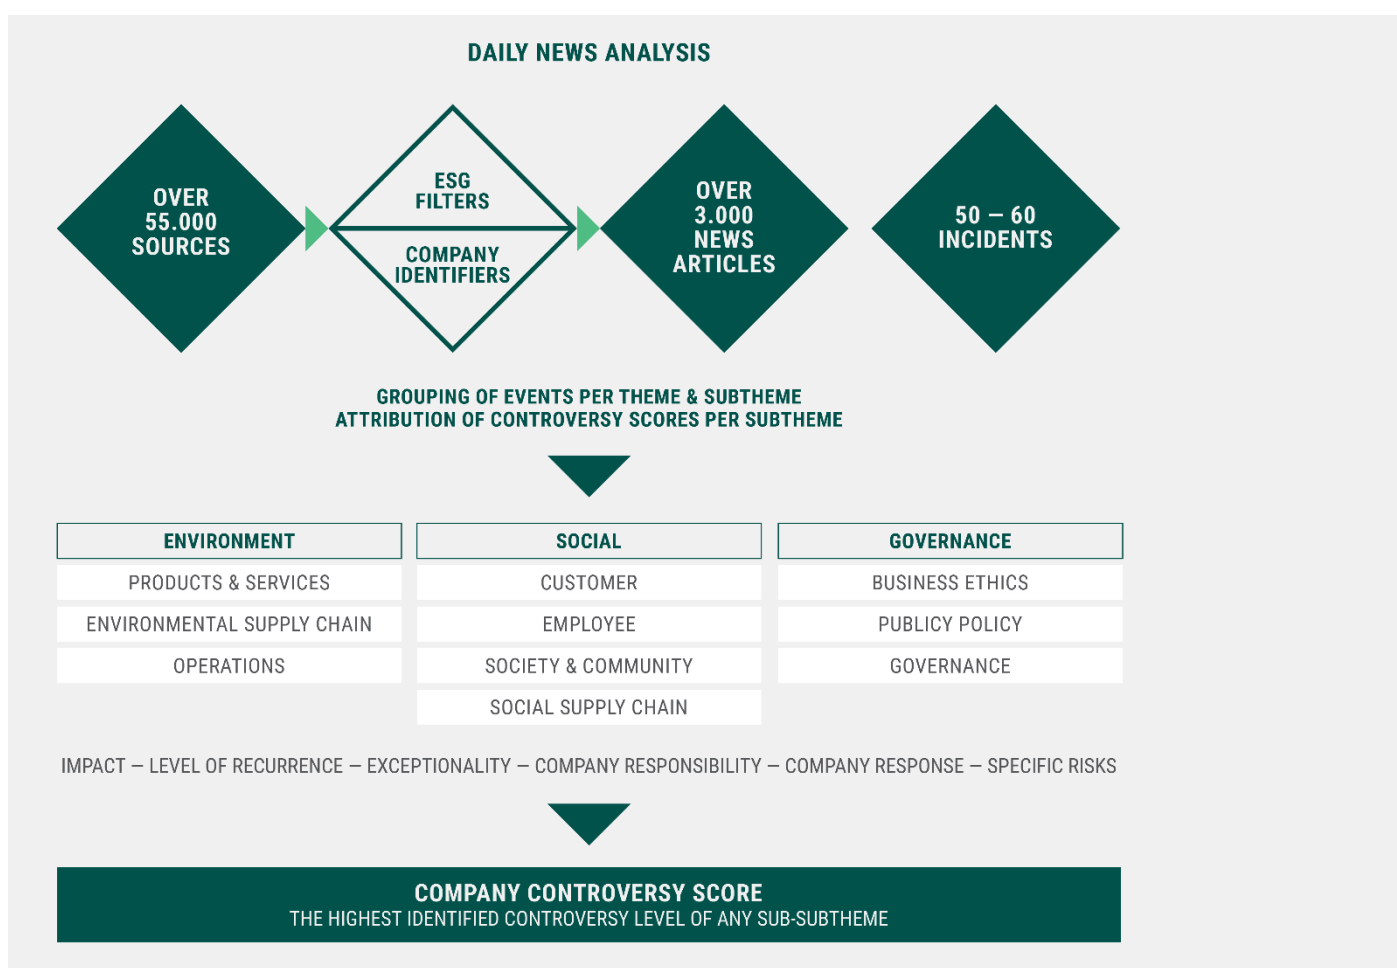 DAILY NEWS ANALYSIS
OVER
55.000
SOURCES
ESG
FILTERS
COMPANY
IDENTIFIERS
OVER
3.000
NEWS
ARTICLES
50 – 60
INCIDENTS
GROUPING OF EVENTS PER THEME & SUBTHEME
ATTRIBUTION OF CONTROVERSY SCORES PER SUBTHEME
ENVIRONMENT
PRODUCTS & SERVICES
ENVIRONMENTAL SUPPLY CHAIN
OPERATIONS
SOCIAL
CUSTOMER
EMPLOYEE
SOCIETY & COMMUNITY
SOCIAL SUPPLY CHAIN
GOVERNANCE
BUSINESS ETHICS
PUBLICY POLICY
GOVERNANCE
IMPACT – LEVEL OF RECURRENCE – EXCEPTIONALITY – COMPANY RESPONSIBILITY – COMPANY RESPONSE – SPECIFIC RISKS
COMPANY CONTROVERSY SCORE
THE HIGHEST IDENTIFIED CONTROVERSY LEVEL OF ANY SUB-SUBTHEME